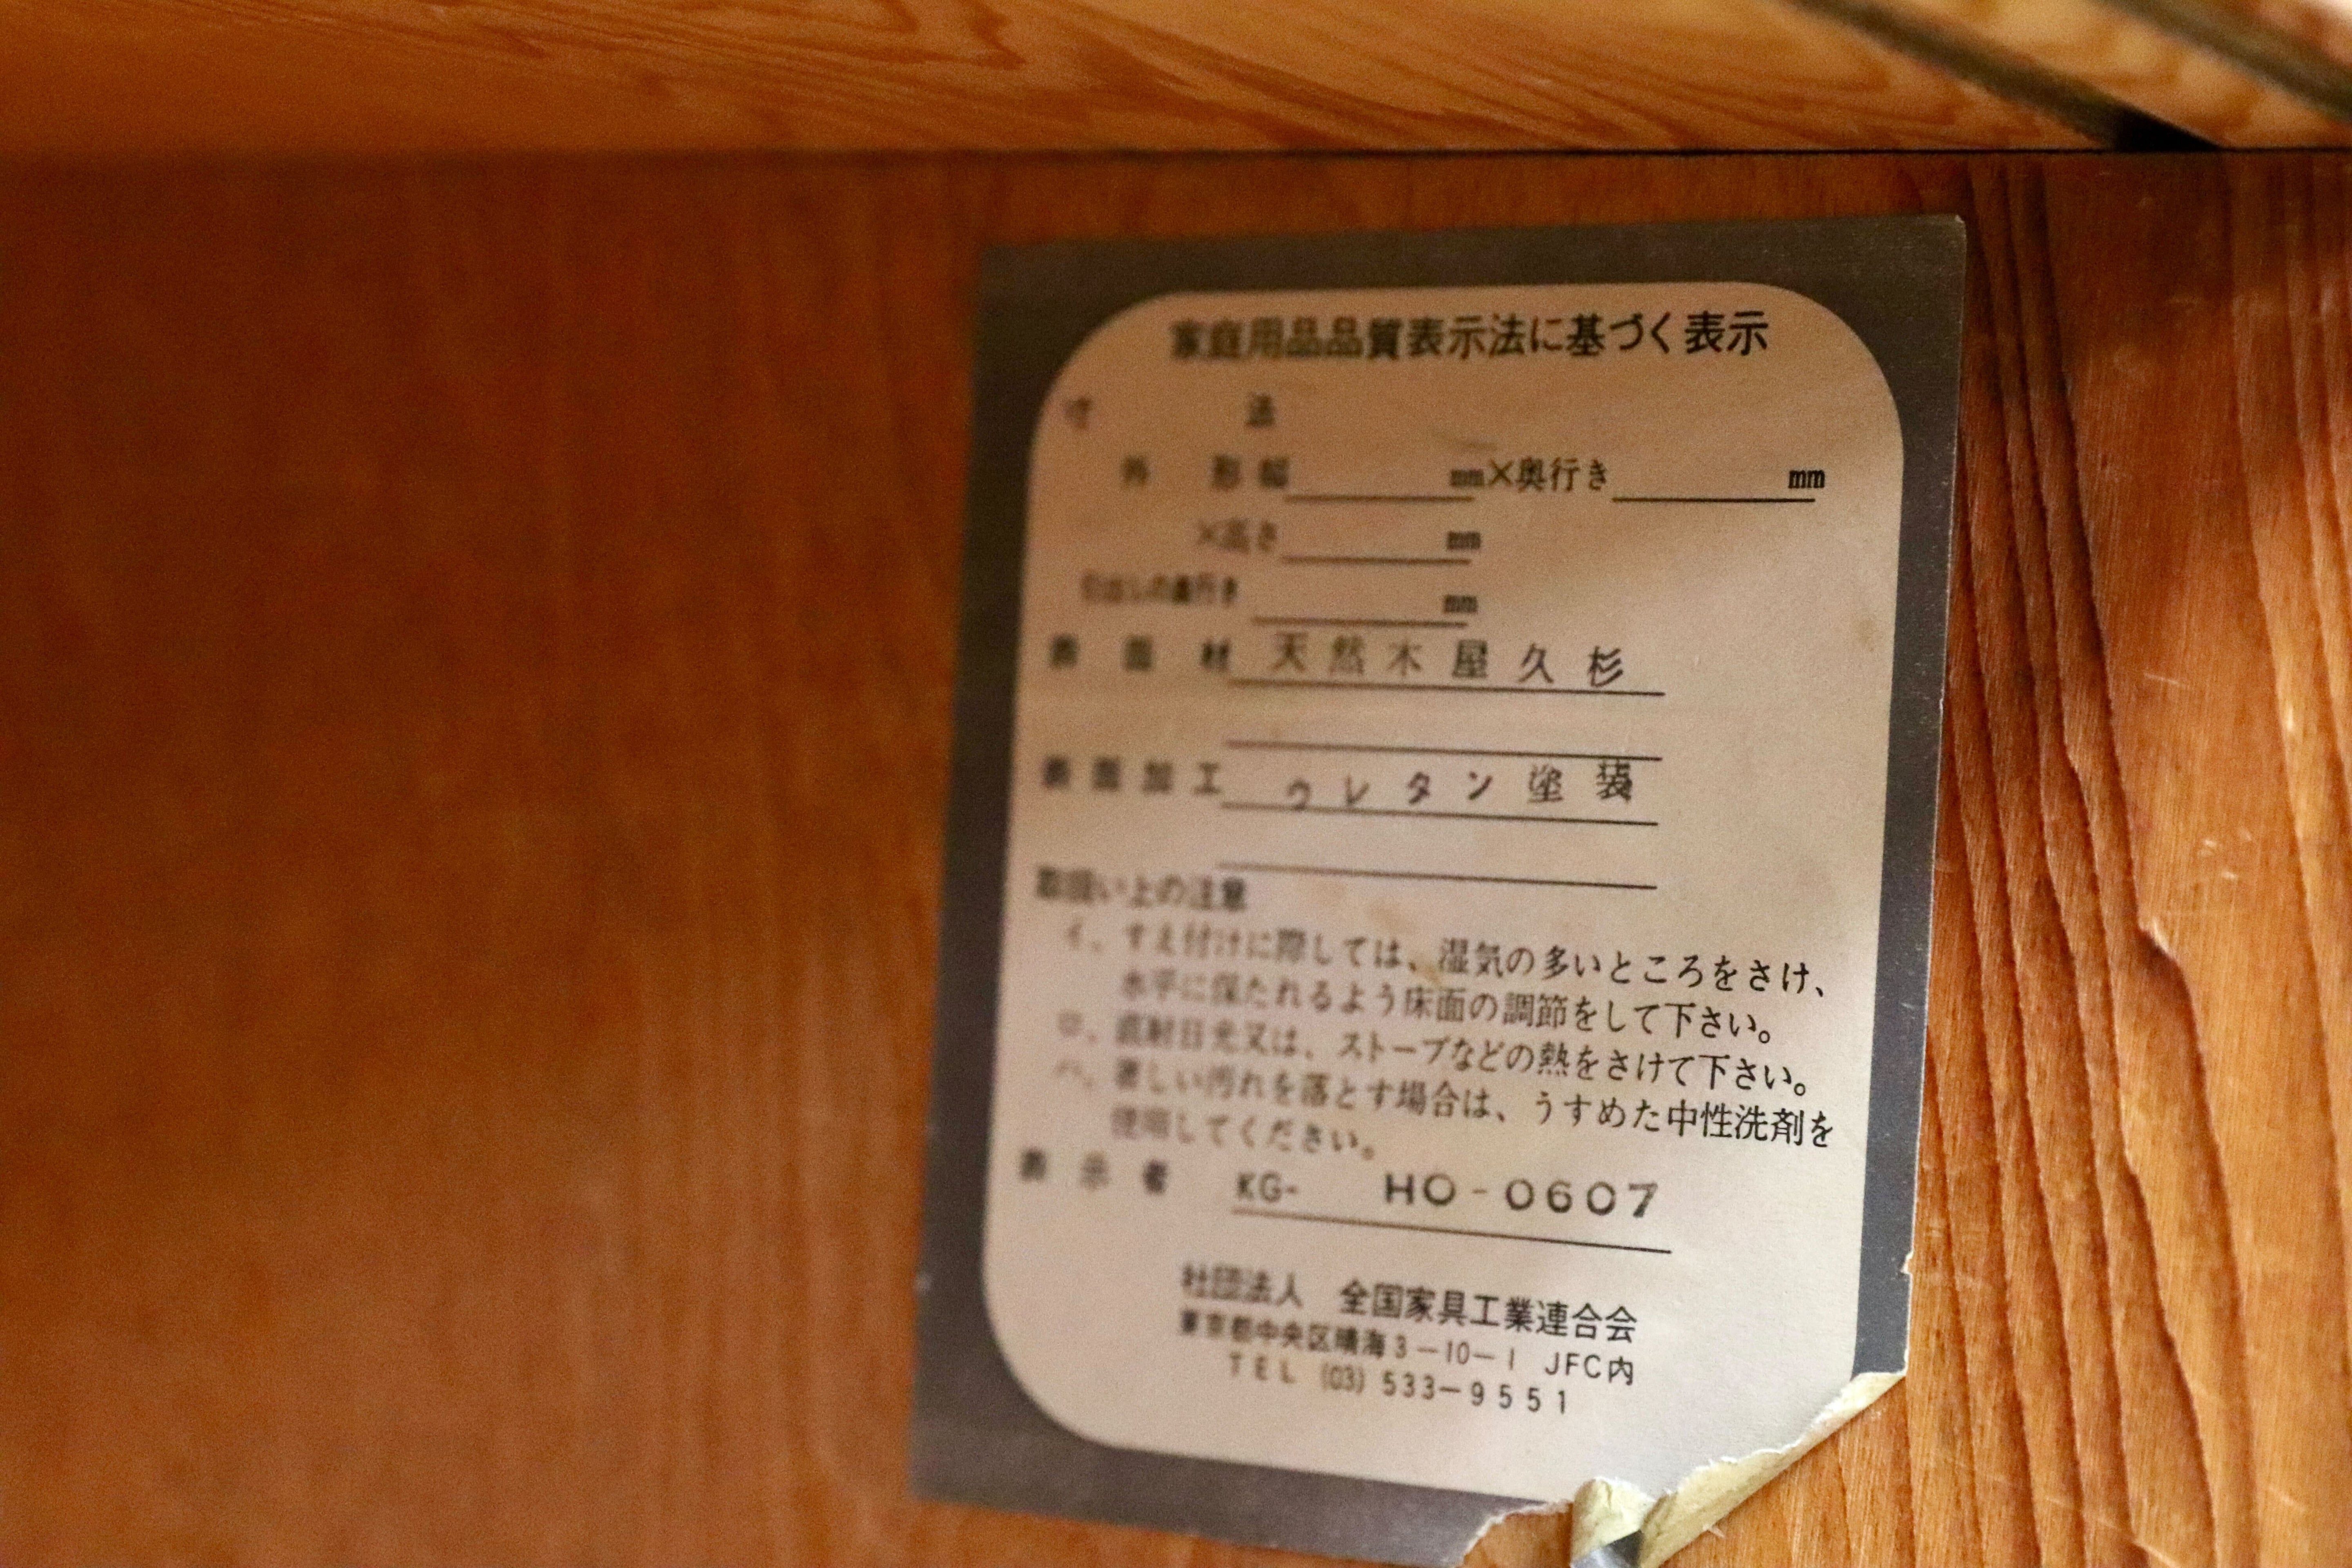 家庭用品品質表示法に基づく表示
寸 法
外 形 幅 mm×奥行き mm
×高さ mm
引出しの奥行き mm
表 面 材 天然木屋久杉
表面加工 ウレタン塗装
取扱い上の注意
イ、すえ付けに際しては、湿気の多いところをさけ、
水平に保たれるよう床面の調節をして下さい。
ロ、直射日光又は、ストーブなどの熱をさけて下さい。
ハ、著しい汚れを落とす場合は、うすめた中性洗剤を
使用してください。
表 示 者 KG- HO-0607
社団法人 全国家具工業連合会
東京都中央区晴海3-10-1 JFC内
TEL (03) 533-9551